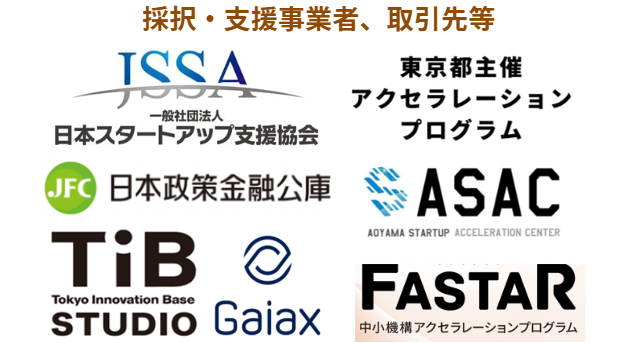 採択・支援事業者、取引先等
JSSA
一般社団法人
日本スタートアップ支援協会
東京都主催
アクセラレーション
プログラム
JFC 日本政策金融公庫
ASAC
AOYAMA STARTUP ACCELERATION CENTER
TiB
Tokyo Innovation Base
STUDIO
Gaiax
FASTAR
中小機構アクセラレーションプログラム